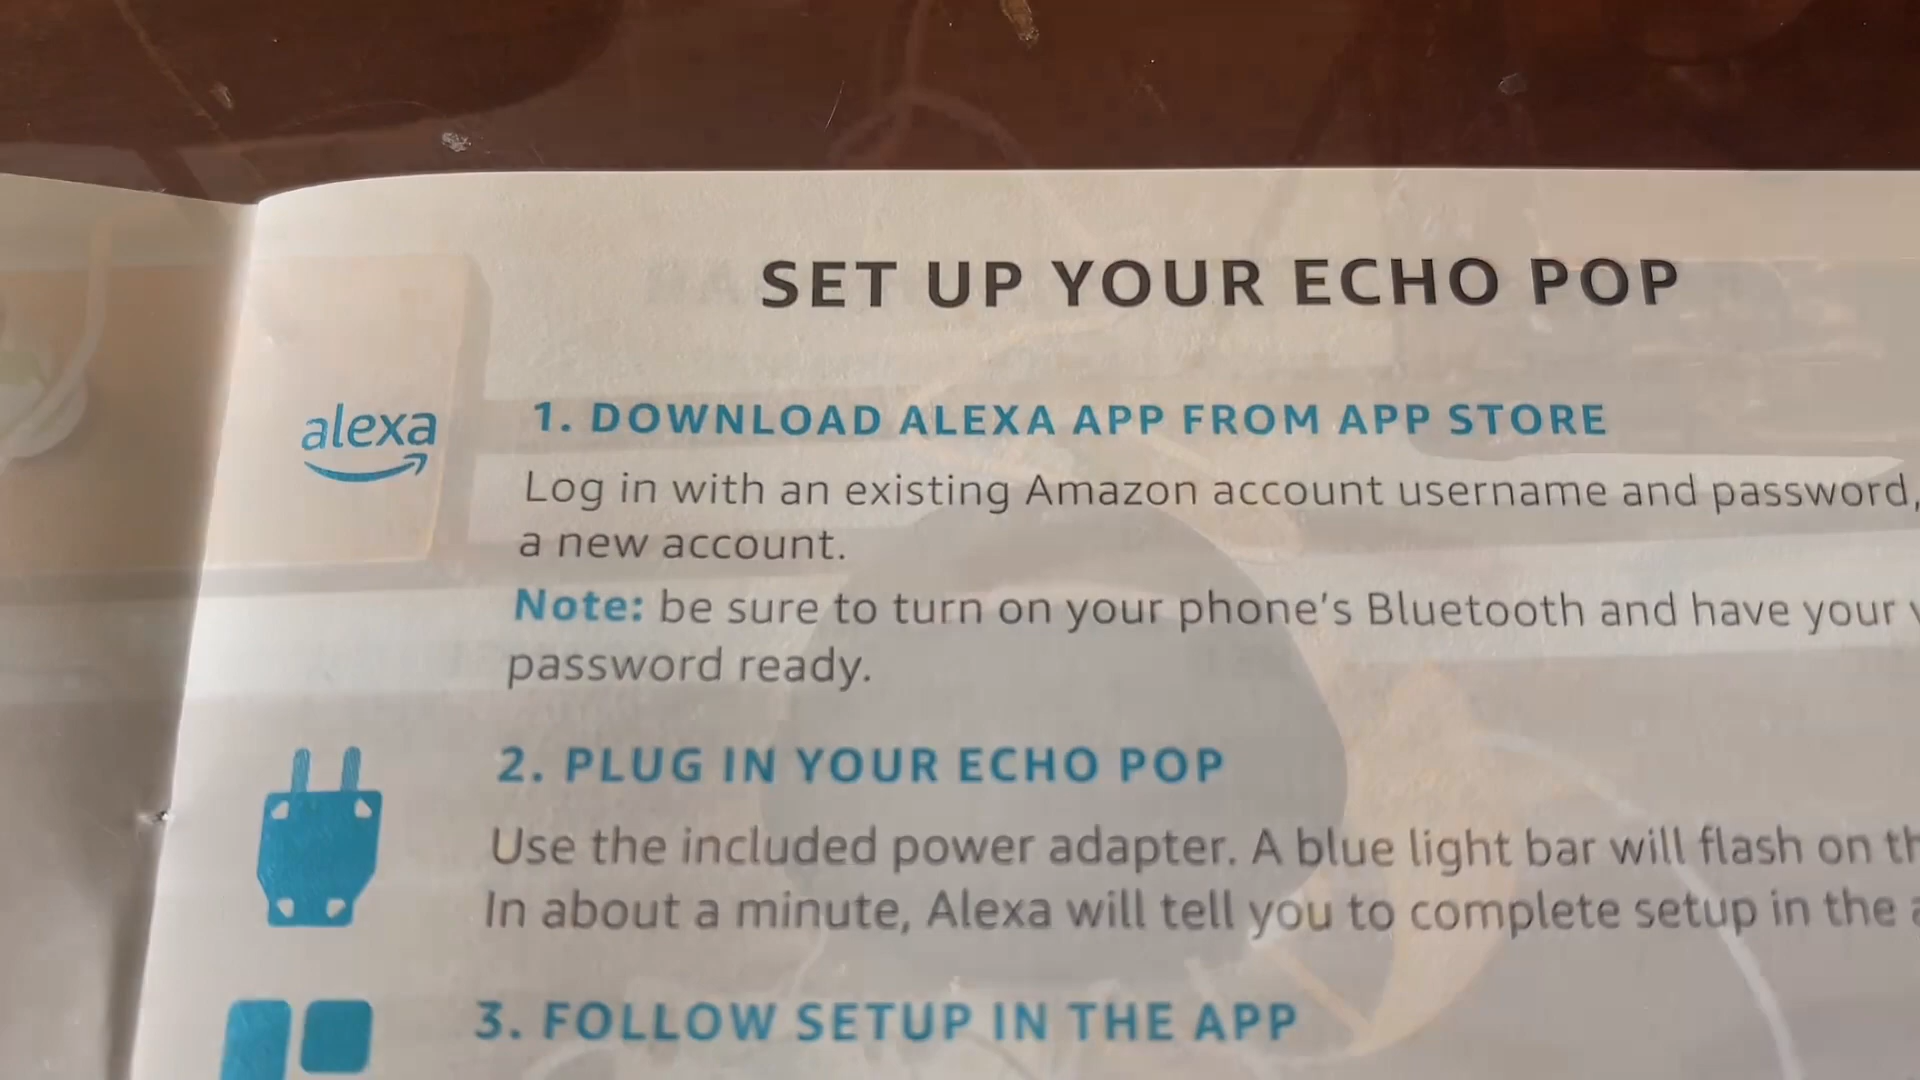 SET UP YOUR ECHO POP
alexa
1. DOWNLOAD ALEXA APP FROM APP STORE
Log in with an existing Amazon account username and password,
a new account.
Note: be sure to turn on your phone's Bluetooth and have your
password ready.
2. PLUG IN YOUR ECHO POP
Use the included power adapter. A blue light bar will flash on
In about a minute, Alexa will tell you to complete setup in the
3. FOLLOW SETUP IN THE APP